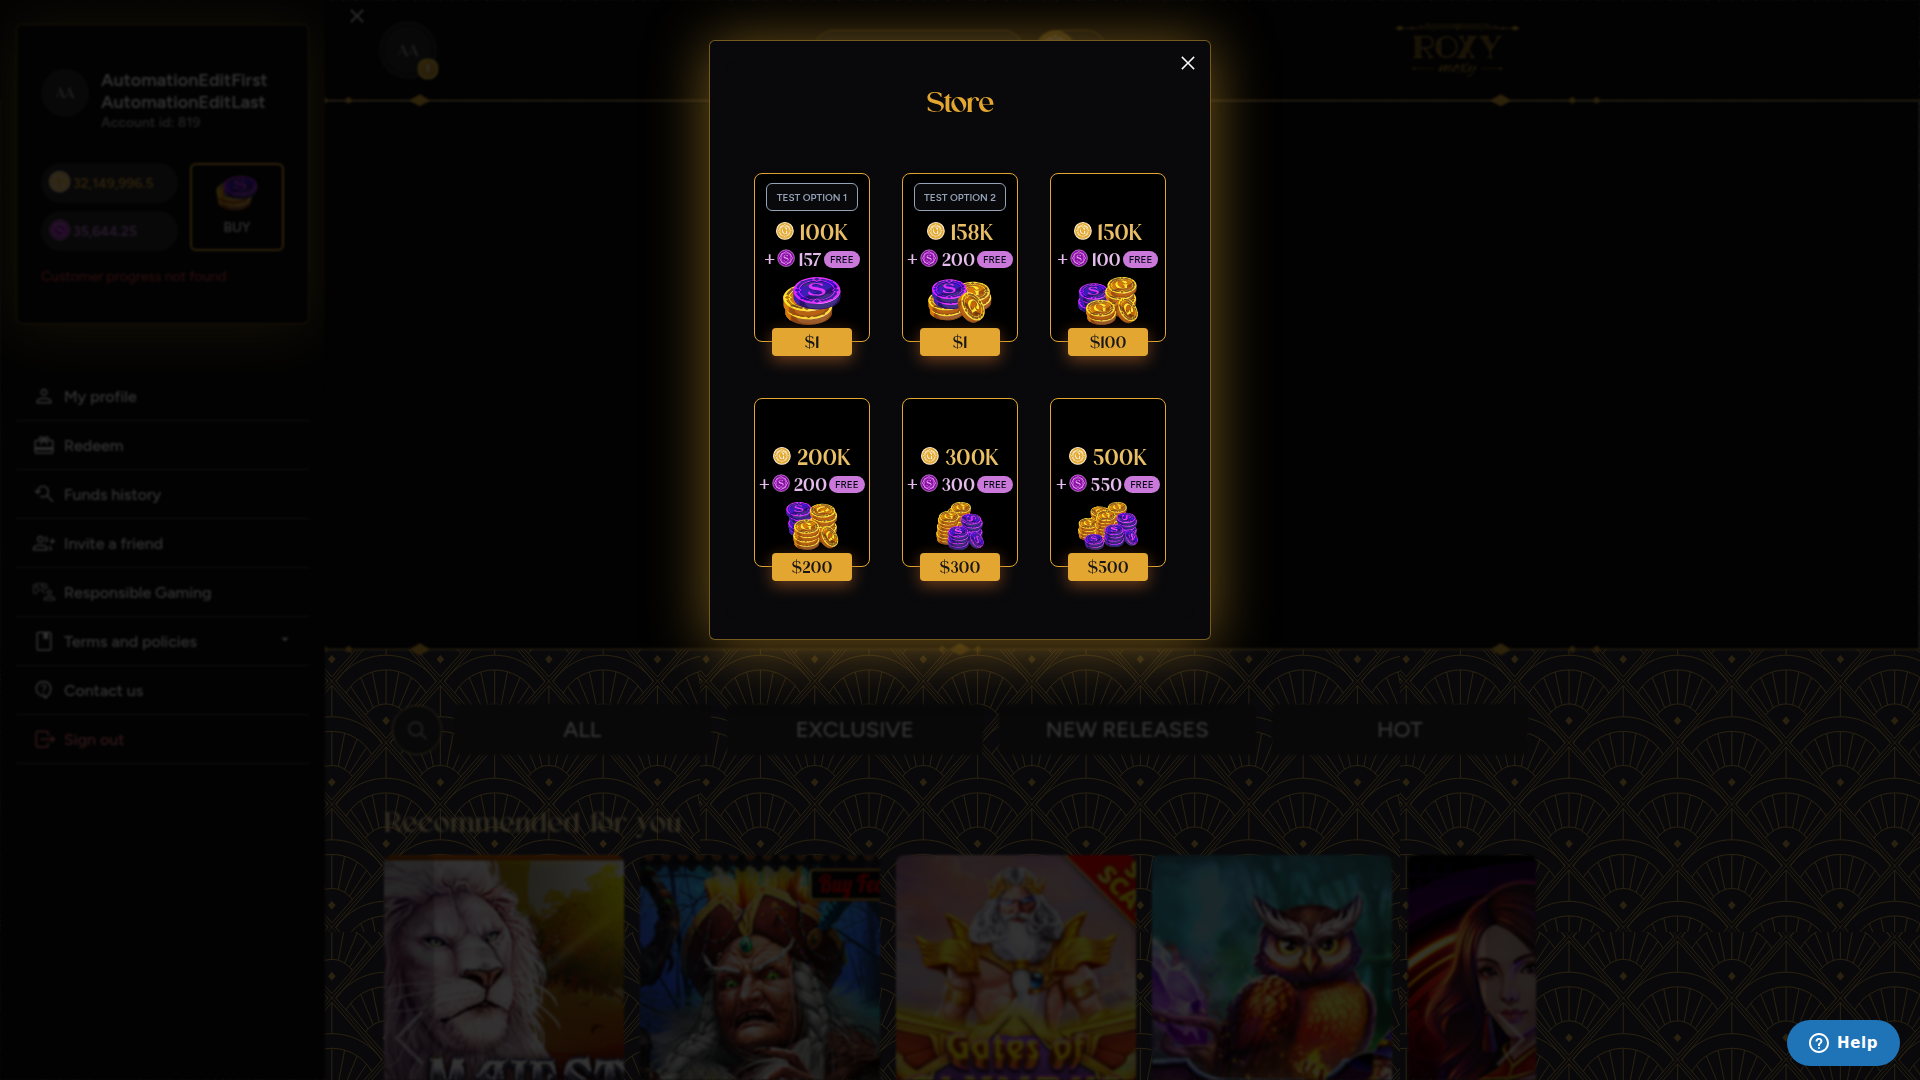 AA
AutomationEditFirst
AutomationEditLast
Account id: 819
32,149,996.5
35,644.25
BUY
Customer progress not found
My profile
Redeem
Funds history
Invite a friend
Responsible Gaming
Terms and policies
Contact us
Sign out
AA
ROXY
moxy
Store
TEST OPTION 1
100K
+ S 157 FREE
S
$1
TEST OPTION 2
158K
+ S 200 FREE
S
$1
150K
+ S 100 FREE
S
$100
200K
+ S 200 FREE
S
$200
300K
+ S 300 FREE
S
$300
500K
+ S 550 FREE
S
$500
ALL
EXCLUSIVE
NEW RELEASES
HOT
Recommended for you
Buy Fea
SCA
Gates of
Help